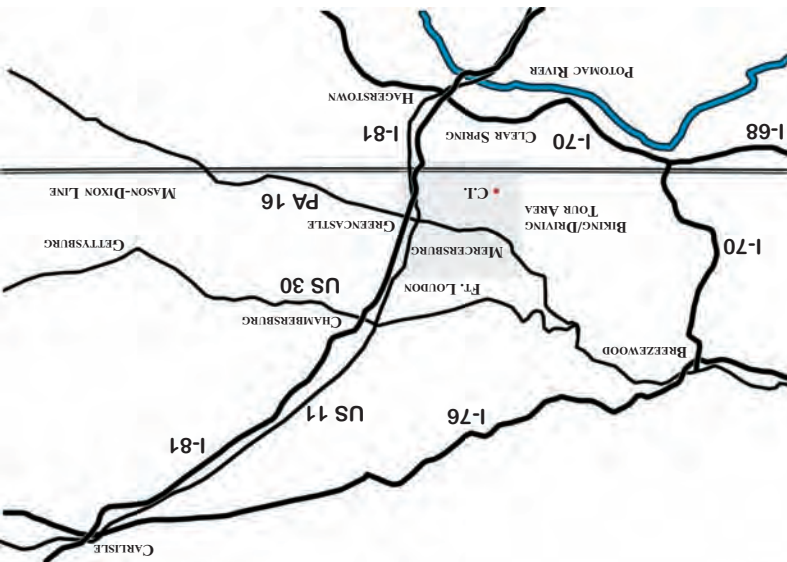 Carlisle
I-81
US 11
I-76
Breezewood
Chambersburg
US 30
Ft. Loudon
Gettysburg
I-70
Mercersburg
Greencastle
Biking/Driving
Tour Area
C.I.
PA 16
Mason-Dixon Line
I-68
I-70
Clear Spring
I-81
Hagerstown
Potomac River